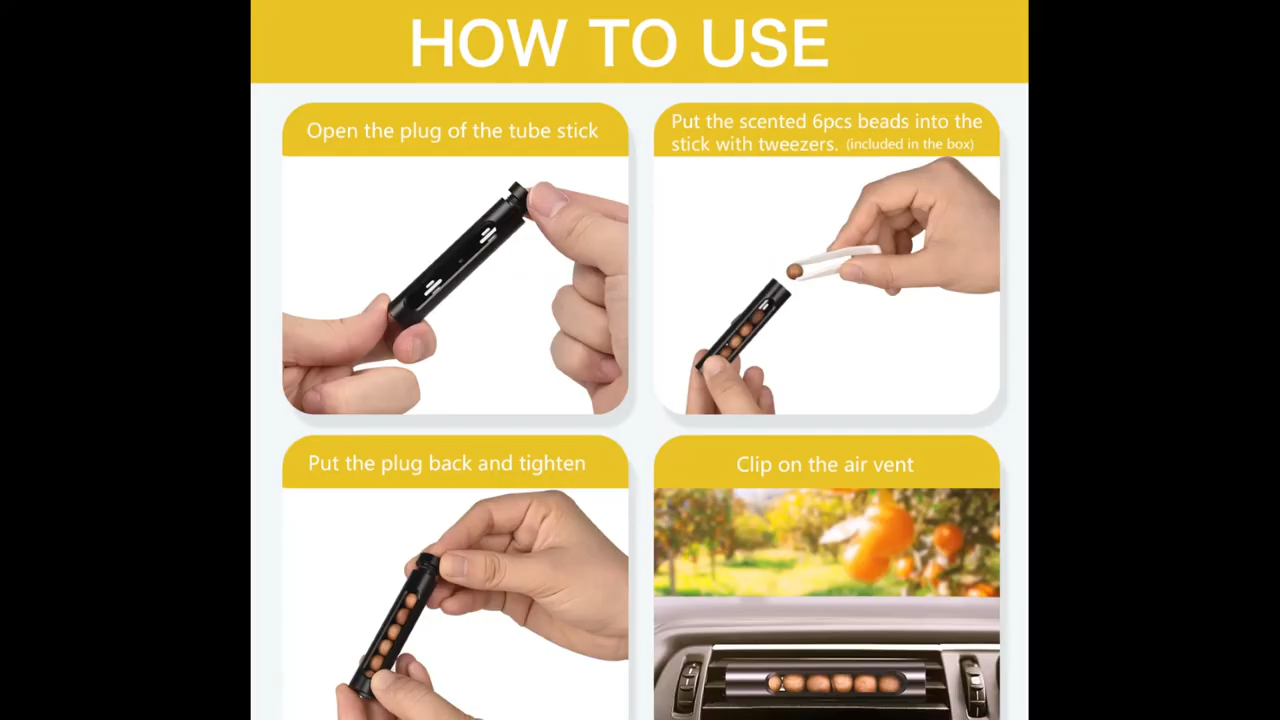 HOW TO USE
Open the plug of the tube stick
Put the scented 6pcs beads into the
stick with tweezers. (included in the box)
Put the plug back and tighten
Clip on the air vent